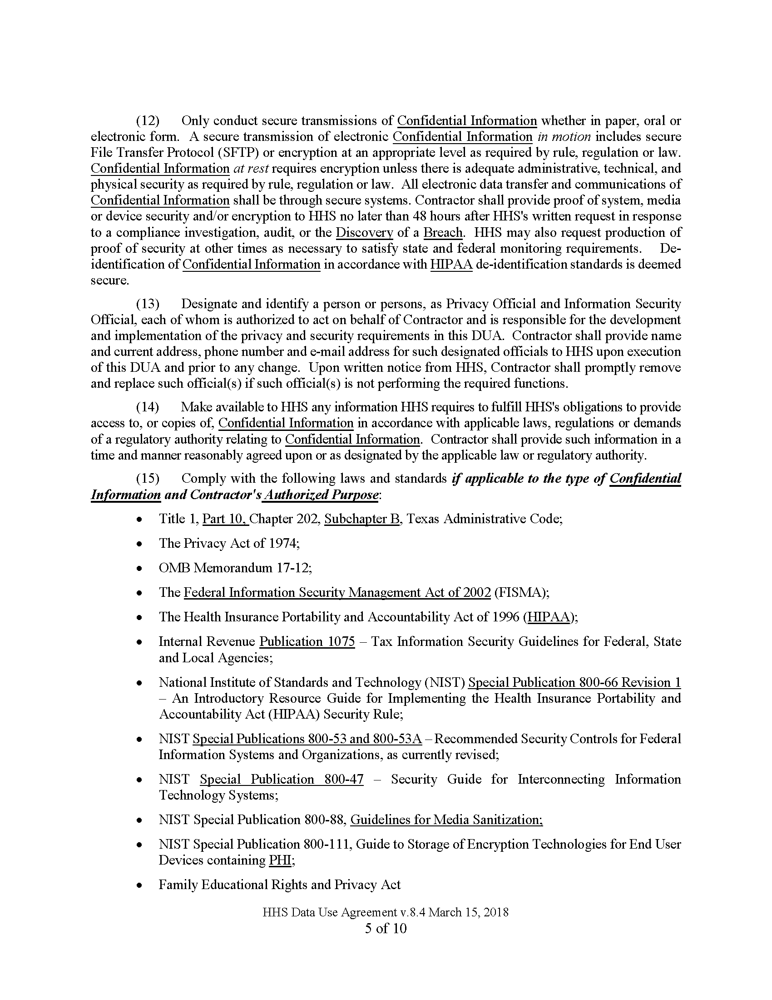 (12) Only conduct secure transmissions of Confidential Information whether in paper, oral or
electronic form. A secure transmission of electronic Confidential Information in motion includes secure
File Transfer Protocol (SFTP) or encryption at an appropriate level as required by rule, regulation or law.
Confidential Information at rest requires encryption unless there is adequate administrative, technical, and
physical security as required by rule, regulation or law. All electronic data transfer and communications of
Confidential Information shall be through secure systems. Contractor shall provide proof of system, media
or device security and/or encryption to HHS no later than 48 hours after HHS's written request in response
to a compliance investigation, audit, or the Discovery of a Breach. HHS may also request production of
proof of security at other times as necessary to satisfy state and federal monitoring requirements. De-
identification of Confidential Information in accordance with HIPAA de-identification standards is deemed
secure.
(13) Designate and identify a person or persons, as Privacy Official and Information Security
Official, each of whom is authorized to act on behalf of Contractor and is responsible for the development
and implementation of the privacy and security requirements in this DUA. Contractor shall provide name
and current address, phone number and e-mail address for such designated officials to HHS upon execution
of this DUA and prior to any change. Upon written notice from HHS, Contractor shall promptly remove
and replace such official(s) if such official(s) is not performing the required functions.
(14) Make available to HHS any information HHS requires to fulfill HHS's obligations to provide
access to, or copies of, Confidential Information in accordance with applicable laws, regulations or demands
of a regulatory authority relating to Confidential Information. Contractor shall provide such information in a
time and manner reasonably agreed upon or as designated by the applicable law or regulatory authority.
(15) Comply with the following laws and standards if applicable to the type of Confidential
Information and Contractor's Authorized Purpose:
• Title 1, Part 10, Chapter 202, Subchapter B, Texas Administrative Code;
• The Privacy Act of 1974;
• OMB Memorandum 17-12;
• The Federal Information Security Management Act of 2002 (FISMA);
• The Health Insurance Portability and Accountability Act of 1996 (HIPAA);
• Internal Revenue Publication 1075 – Tax Information Security Guidelines for Federal, State
and Local Agencies;
• National Institute of Standards and Technology (NIST) Special Publication 800-66 Revision 1
– An Introductory Resource Guide for Implementing the Health Insurance Portability and
Accountability Act (HIPAA) Security Rule;
• NIST Special Publications 800-53 and 800-53A – Recommended Security Controls for Federal
Information Systems and Organizations, as currently revised;
• NIST Special Publication 800-47 – Security Guide for Interconnecting Information
Technology Systems;
• NIST Special Publication 800-88, Guidelines for Media Sanitization;
• NIST Special Publication 800-111, Guide to Storage of Encryption Technologies for End User
Devices containing PHI;
• Family Educational Rights and Privacy Act
HHS Data Use Agreement v.8.4 March 15, 2018
5 of 10